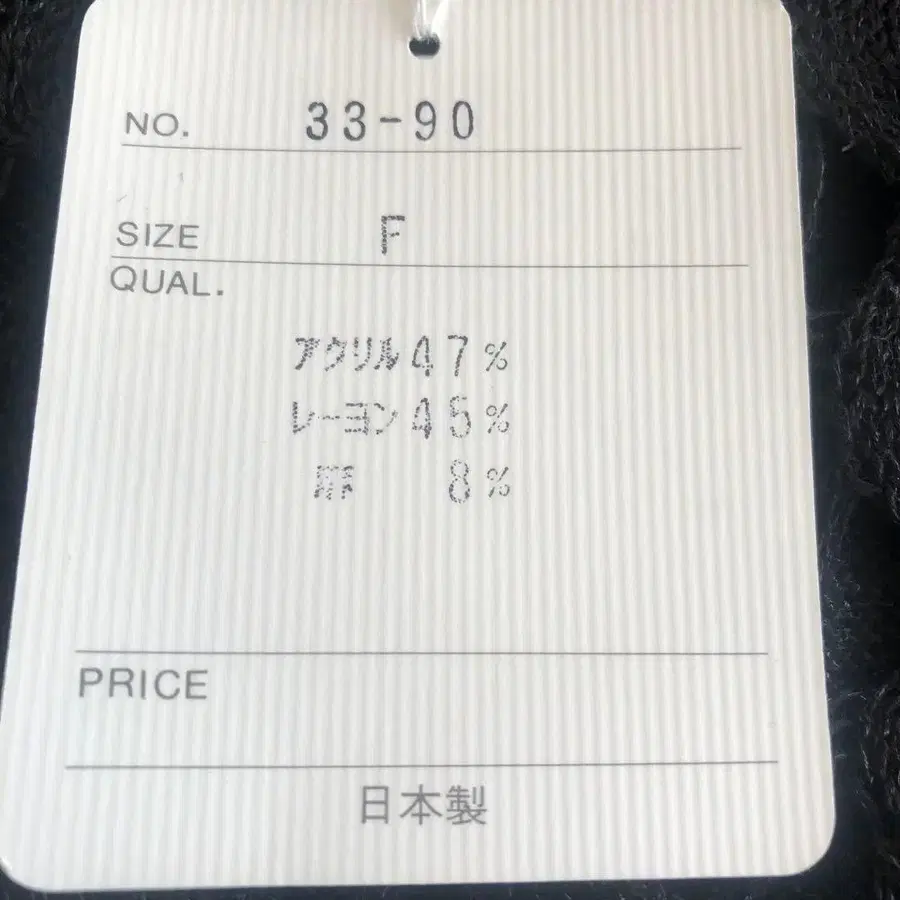 NO. 33-90
SIZE F
QUAL.
アクリル47%
レーヨン45%
麻 8%
PRICE
日本製